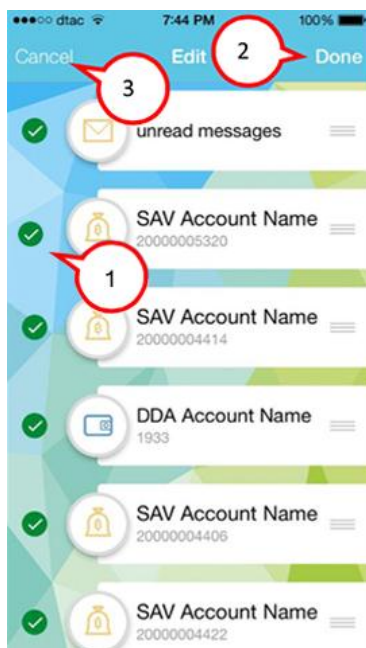 dtac 7:44 PM 100%
Cancel Edit 2 Done
3
unread messages
SAV Account Name
20000005320
1
SAV Account Name
20000004414
DDA Account Name
1933
SAV Account Name
20000004406
SAV Account Name
20000004422